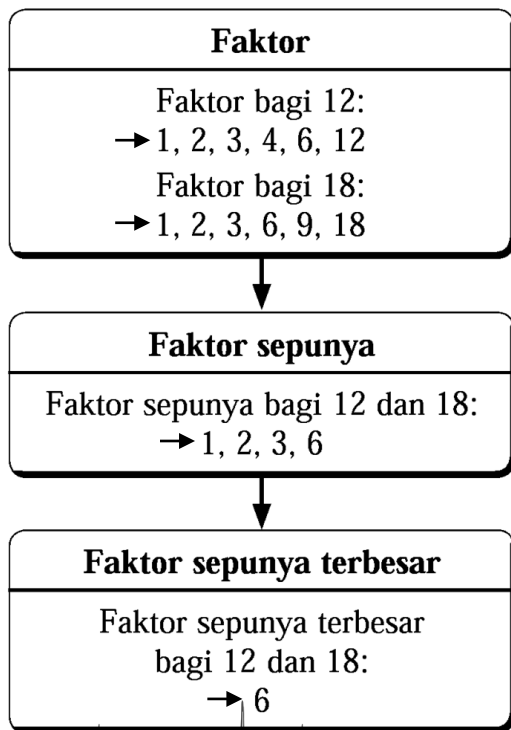 Faktor
Faktor bagi 12:
→ 1, 2, 3, 4, 6, 12
Faktor bagi 18:
→ 1, 2, 3, 6, 9, 18
Faktor sepunya
Faktor sepunya bagi 12 dan 18:
→ 1, 2, 3, 6
Faktor sepunya terbesar
Faktor sepunya terbesar
bagi 12 dan 18:
→ 6